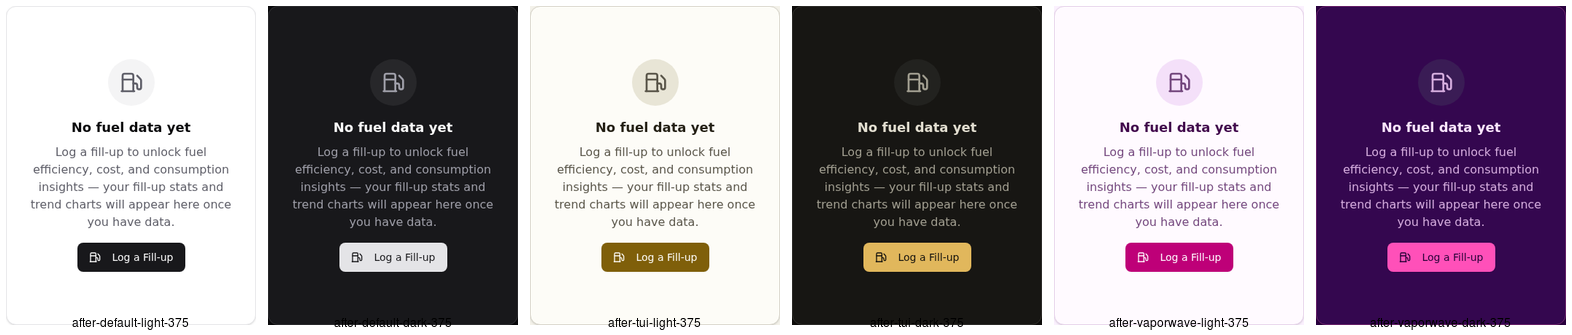 No fuel data yet
Log a fill-up to unlock fuel
efficiency, cost, and consumption
insights — your fill-up stats and
trend charts will appear here once
you have data.
Log a Fill-up
after-default-light-375
No fuel data yet
Log a fill-up to unlock fuel
efficiency, cost, and consumption
insights — your fill-up stats and
trend charts will appear here once
you have data.
Log a Fill-up
after-default-dark-375
No fuel data yet
Log a fill-up to unlock fuel
efficiency, cost, and consumption
insights — your fill-up stats and
trend charts will appear here once
you have data.
Log a Fill-up
after-tui-light-375
No fuel data yet
Log a fill-up to unlock fuel
efficiency, cost, and consumption
insights — your fill-up stats and
trend charts will appear here once
you have data.
Log a Fill-up
after-tui-dark-375
No fuel data yet
Log a fill-up to unlock fuel
efficiency, cost, and consumption
insights — your fill-up stats and
trend charts will appear here once
you have data.
Log a Fill-up
after-vaporwave-light-375
No fuel data yet
Log a fill-up to unlock fuel
efficiency, cost, and consumption
insights — your fill-up stats and
trend charts will appear here once
you have data.
Log a Fill-up
after-vaporwave-dark-375